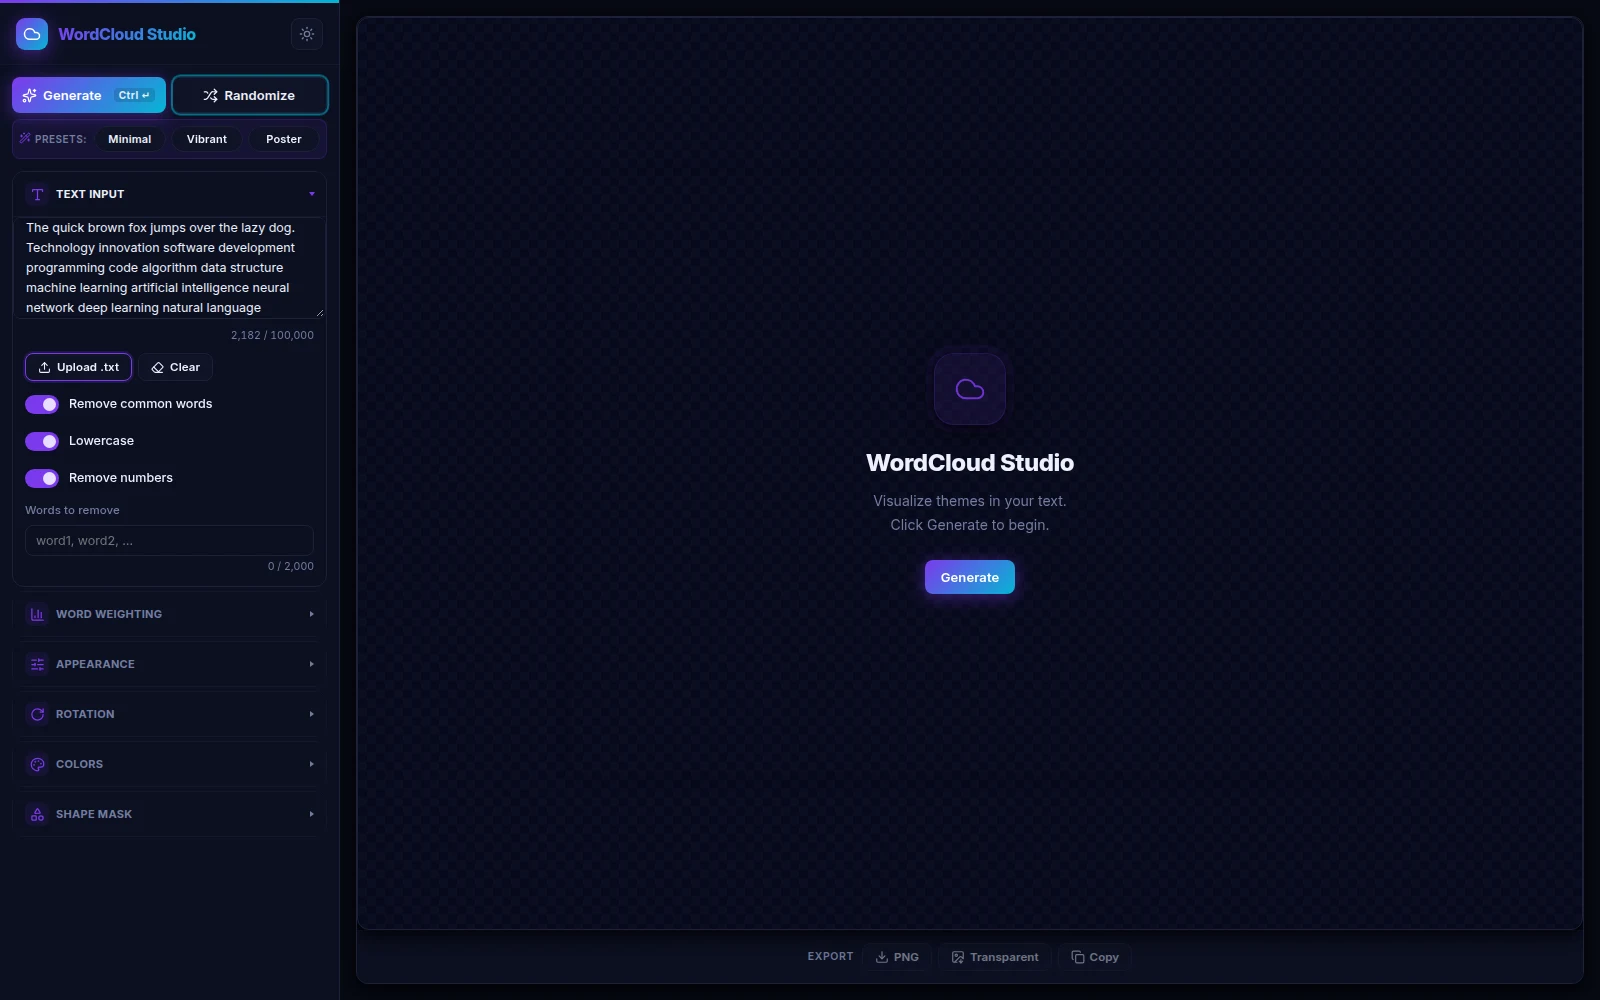 WordCloud Studio
Generate Ctrl ↵
Randomize
PRESETS: Minimal Vibrant Poster
TEXT INPUT
The quick brown fox jumps over the lazy dog.
Technology innovation software development
programming code algorithm data structure
machine learning artificial intelligence neural
network deep learning natural language
2,182 / 100,000
Upload .txt Clear
Remove common words
Lowercase
Remove numbers
Words to remove
word1, word2, ...
0 / 2,000
WORD WEIGHTING
APPEARANCE
ROTATION
COLORS
SHAPE MASK
WordCloud Studio
Visualize themes in your text.
Click Generate to begin.
Generate
EXPORT PNG Transparent Copy